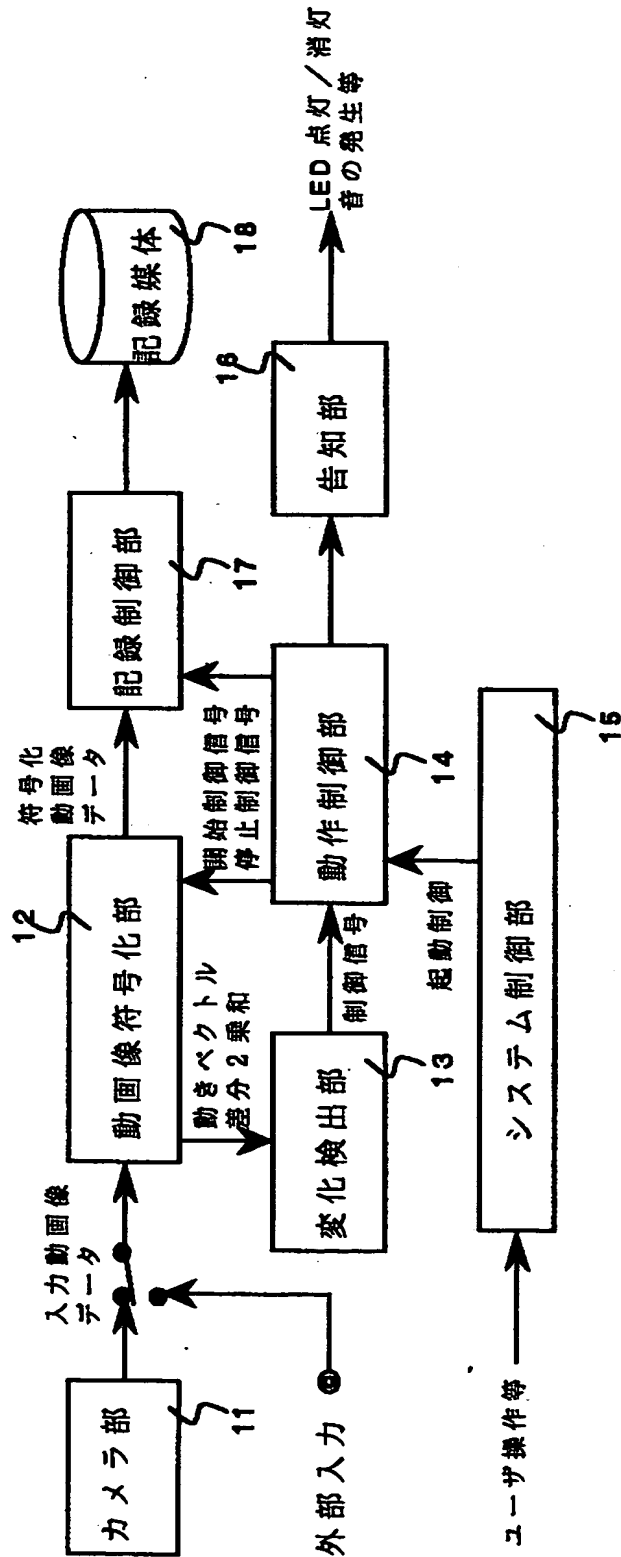 カメラ部
11
入力動画像
データ
外部入力
動画像符号化部
12
動きベクトル
差分2乗和
変化検出部
13
制御信号
符号化
動画像
データ
開始制御信号
停止制御信号
動作制御部
14
起動制御
ユーザ操作等
システム制御部
15
記録制御部
17
記録媒体
18
告知部
16
LED点灯／消灯
音の発生等